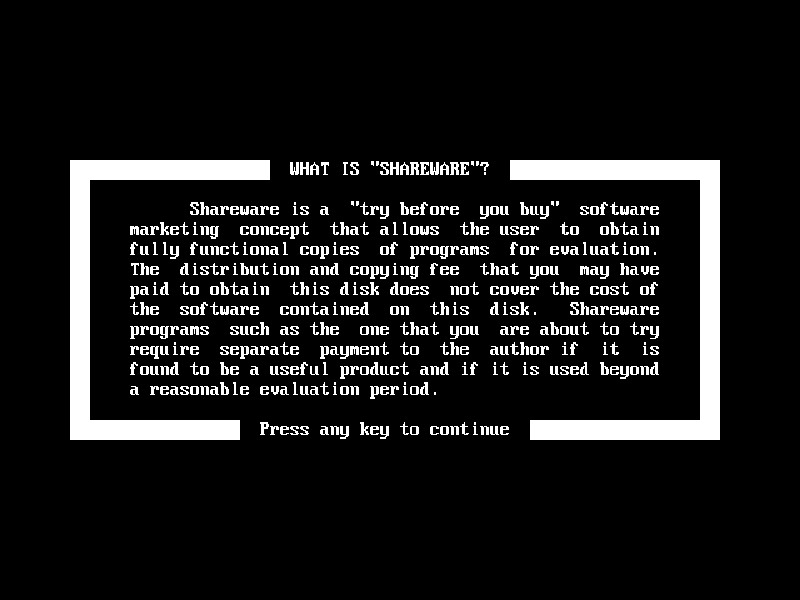 WHAT IS "SHAREWARE"?
Shareware is a  "try before  you buy"  software
marketing  concept  that allows  the user  to  obtain
fully functional copies  of programs  for evaluation.
The  distribution and copying fee  that you  may have
paid to obtain  this disk does  not cover the cost of
the  software  contained  on  this  disk.   Shareware
programs  such as the  one that you  are about to try
require  separate  payment to  the  author if  it  is
found to be a useful product and if it is used beyond
a reasonable evaluation period.
Press any key to continue